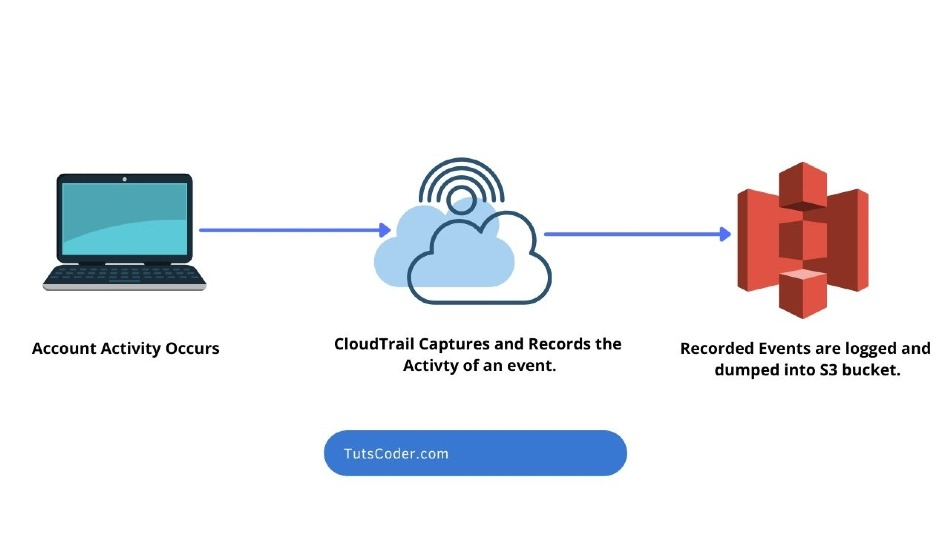 Account Activity Occurs
CloudTrail Captures and Records the
Activty of an event.
Recorded Events are logged and
dumped into S3 bucket.
TutsCoder.com